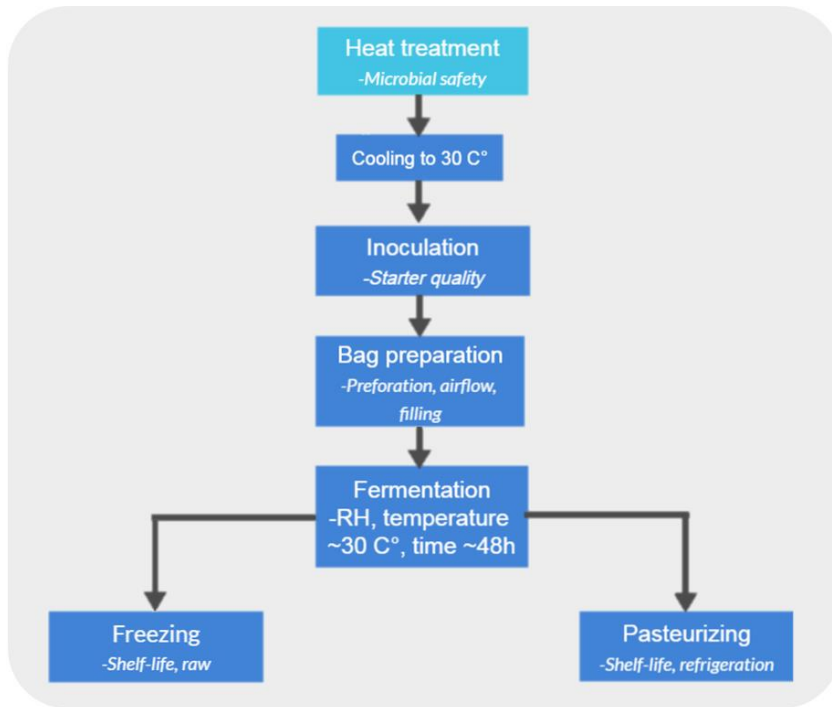 Heat treatment
-Microbial safety
Cooling to 30 C°
Inoculation
-Starter quality
Bag preparation
-Preforation, airflow,
filling
Fermentation
-RH, temperature
~30 C°, time ~48h
Freezing
-Shelf-life, raw
Pasteurizing
-Shelf-life, refrigeration